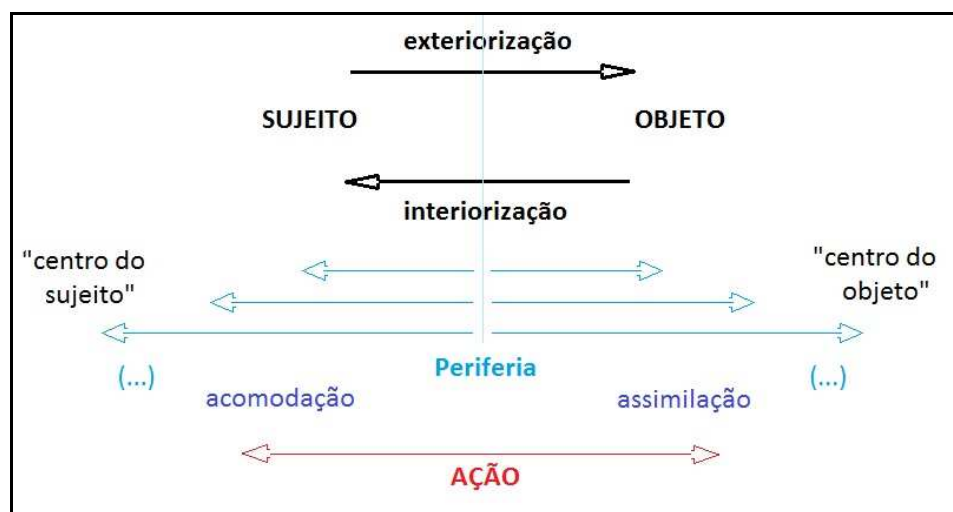 exteriorização
SUJEITO OBJETO
interiorização
"centro do
sujeito"
"centro do
objeto"
Periferia
(...) (...)
acomodação assimilação
AÇÃO